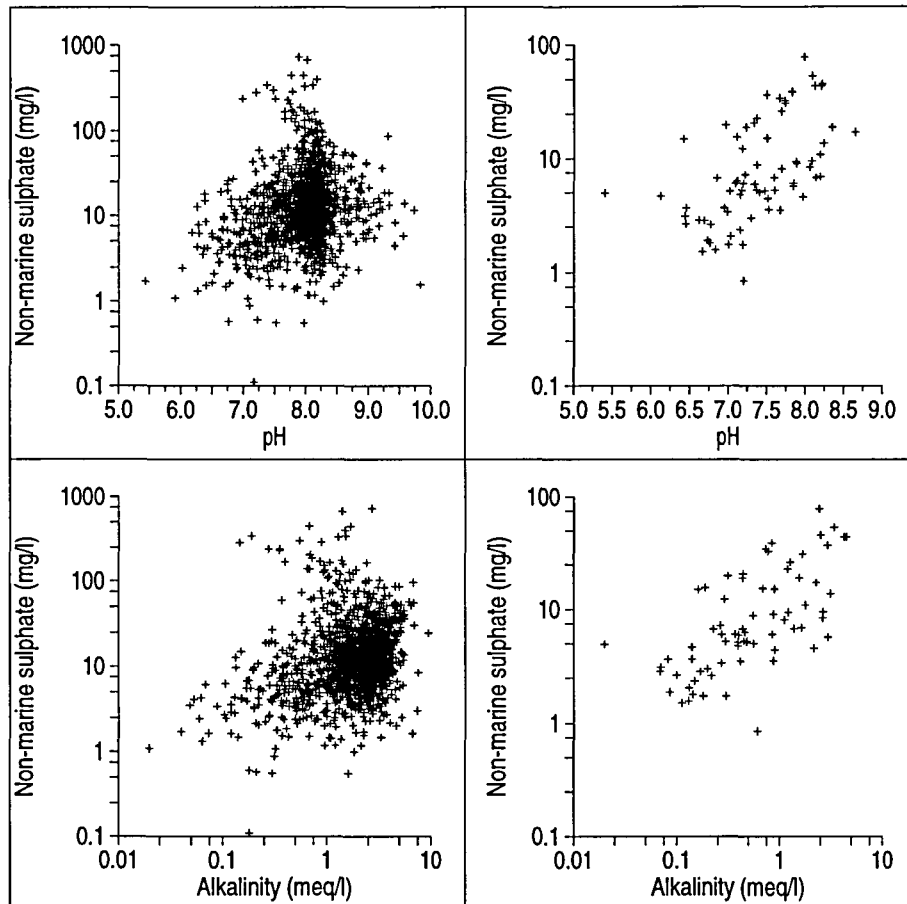 Non-marine sulphate (mg/l)
1000
100
10
1
0.1
5.0 6.0 7.0 8.0 9.0 10.0
pH
Non-marine sulphate (mg/l)
100
10
1
0.1
5.0 5.5 6.0 6.5 7.0 7.5 8.0 8.5 9.0
pH
Non-marine sulphate (mg/l)
1000
100
10
1
0.1
0.01 0.1 1 10
Alkalinity (meq/l)
Non-marine sulphate (mg/l)
100
10
1
0.1
0.01 0.1 1 10
Alkalinity (meq/l)